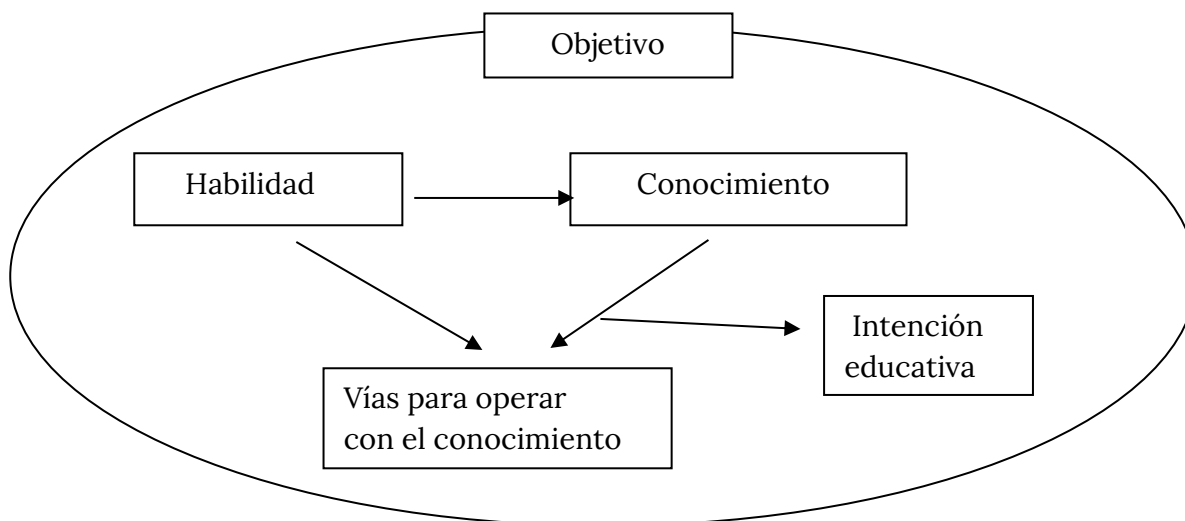 Objetivo
Habilidad
Conocimiento
Intención
educativa
Vías para operar
con el conocimiento